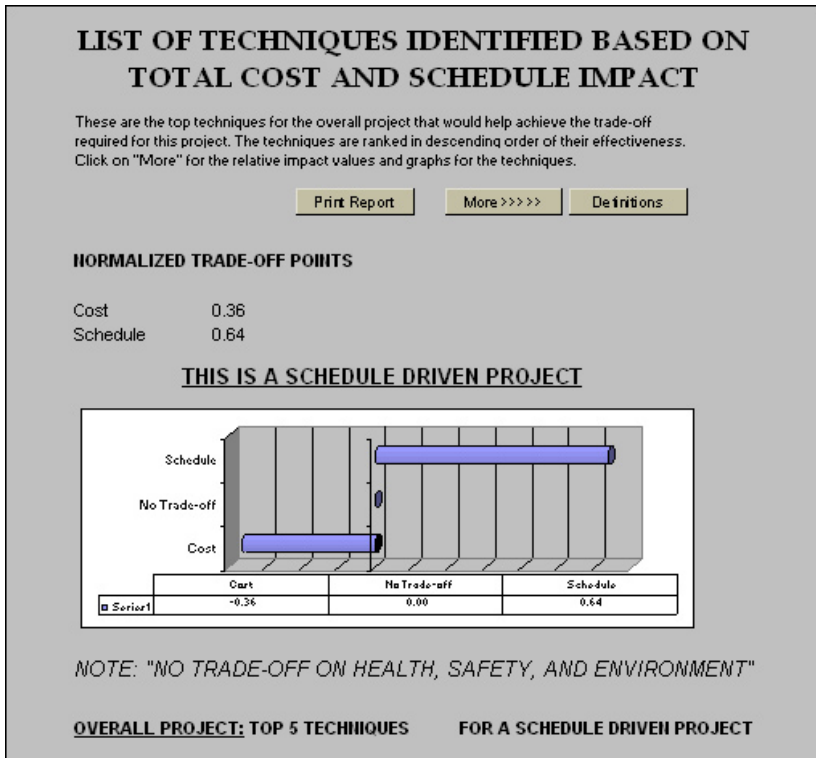 LIST OF TECHNIQUES IDENTIFIED BASED ON
TOTAL COST AND SCHEDULE IMPACT
These are the top techniques for the overall project that would help achieve the trade-off
required for this project. The techniques are ranked in descending order of their effectiveness.
Click on "More" for the relative impact values and graphs for the techniques.
Print Report More >>>>> Definitions
NORMALIZED TRADE-OFF POINTS
Cost 0.36
Schedule 0.64
THIS IS A SCHEDULE DRIVEN PROJECT
Schedule
No Trade-off
Cost
Cost No Trade-off Schedule
Series1 -0.36 0.00 0.64
NOTE: "NO TRADE-OFF ON HEALTH, SAFETY, AND ENVIRONMENT"
OVERALL PROJECT: TOP 5 TECHNIQUES FOR A SCHEDULE DRIVEN PROJECT